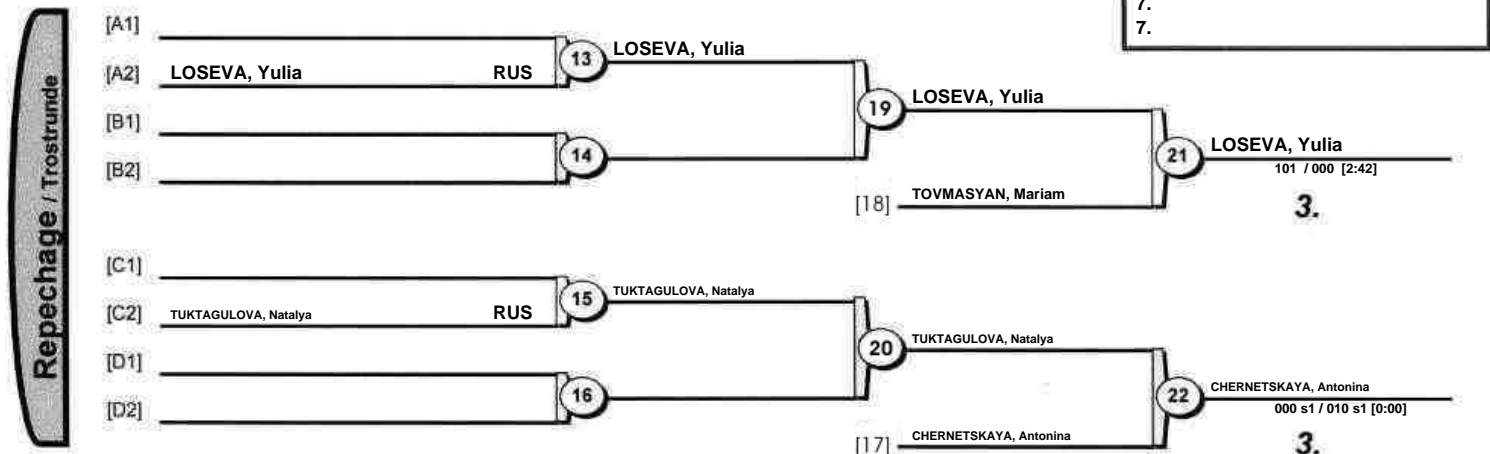 7.
7.
Repechage / Trostrunde
[A1]
13 LOSEVA, Yulia
[A2] LOSEVA, Yulia RUS
19 LOSEVA, Yulia
[B1]
14
[B2]
21 LOSEVA, Yulia
101 / 000 [2:42]
[18] TOVMASYAN, Mariam
3.
[C1]
15 TUKTAGULOVA, Natalya
[C2] TUKTAGULOVA, Natalya RUS
20 TUKTAGULOVA, Natalya
[D1]
16
[D2]
22 CHERNETSKAYA, Antonina
000 s1 / 010 s1 [0:00]
[17] CHERNETSKAYA, Antonina
3.